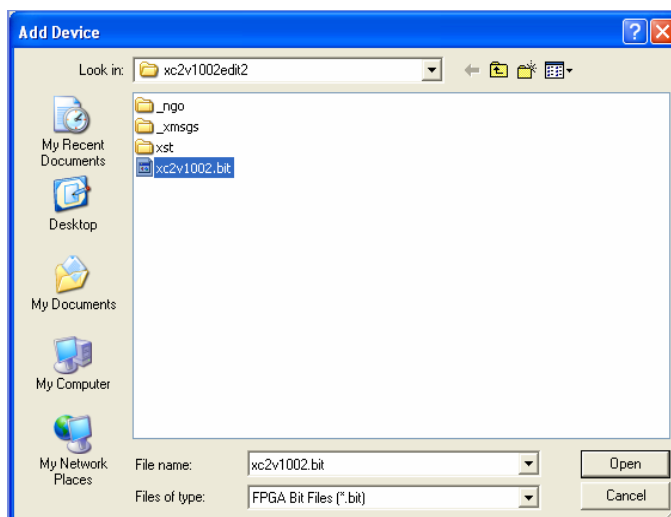 Add Device
Look in: xc2v1002edit2
_ngo
_xmsgs
xst
xc2v1002.bit
My Recent
Documents
Desktop
My Documents
My Computer
My Network
Places
File name: xc2v1002.bit Open
Files of type: FPGA Bit Files (*.bit) Cancel